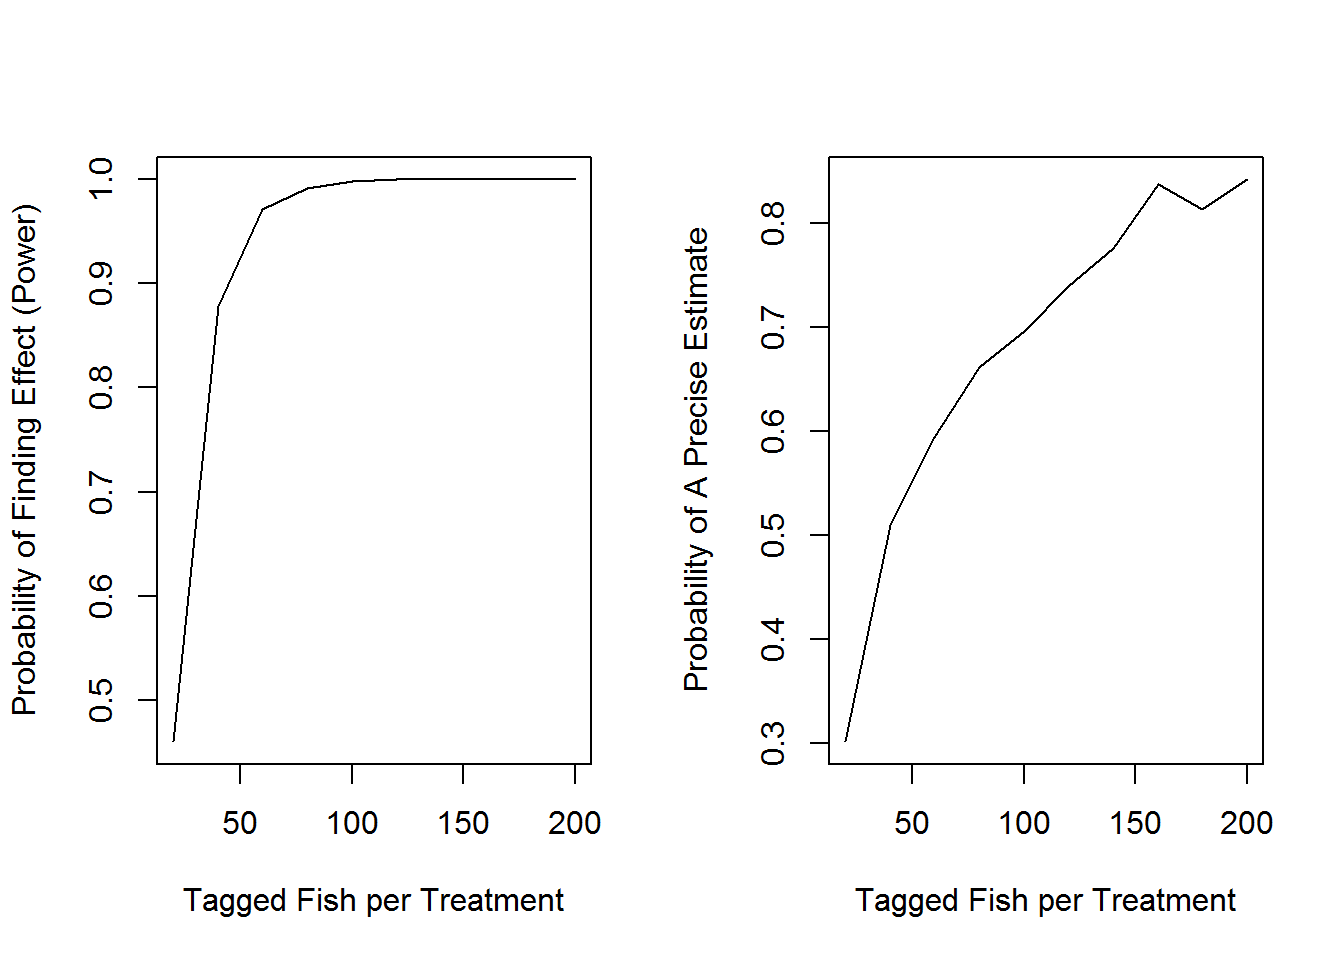 Probability of Finding Effect (Power)
1.0
0.9
0.8
0.7
0.6
0.5
50 100 150 200
Tagged Fish per Treatment
Probability of A Precise Estimate
0.8
0.7
0.6
0.5
0.4
0.3
50 100 150 200
Tagged Fish per Treatment